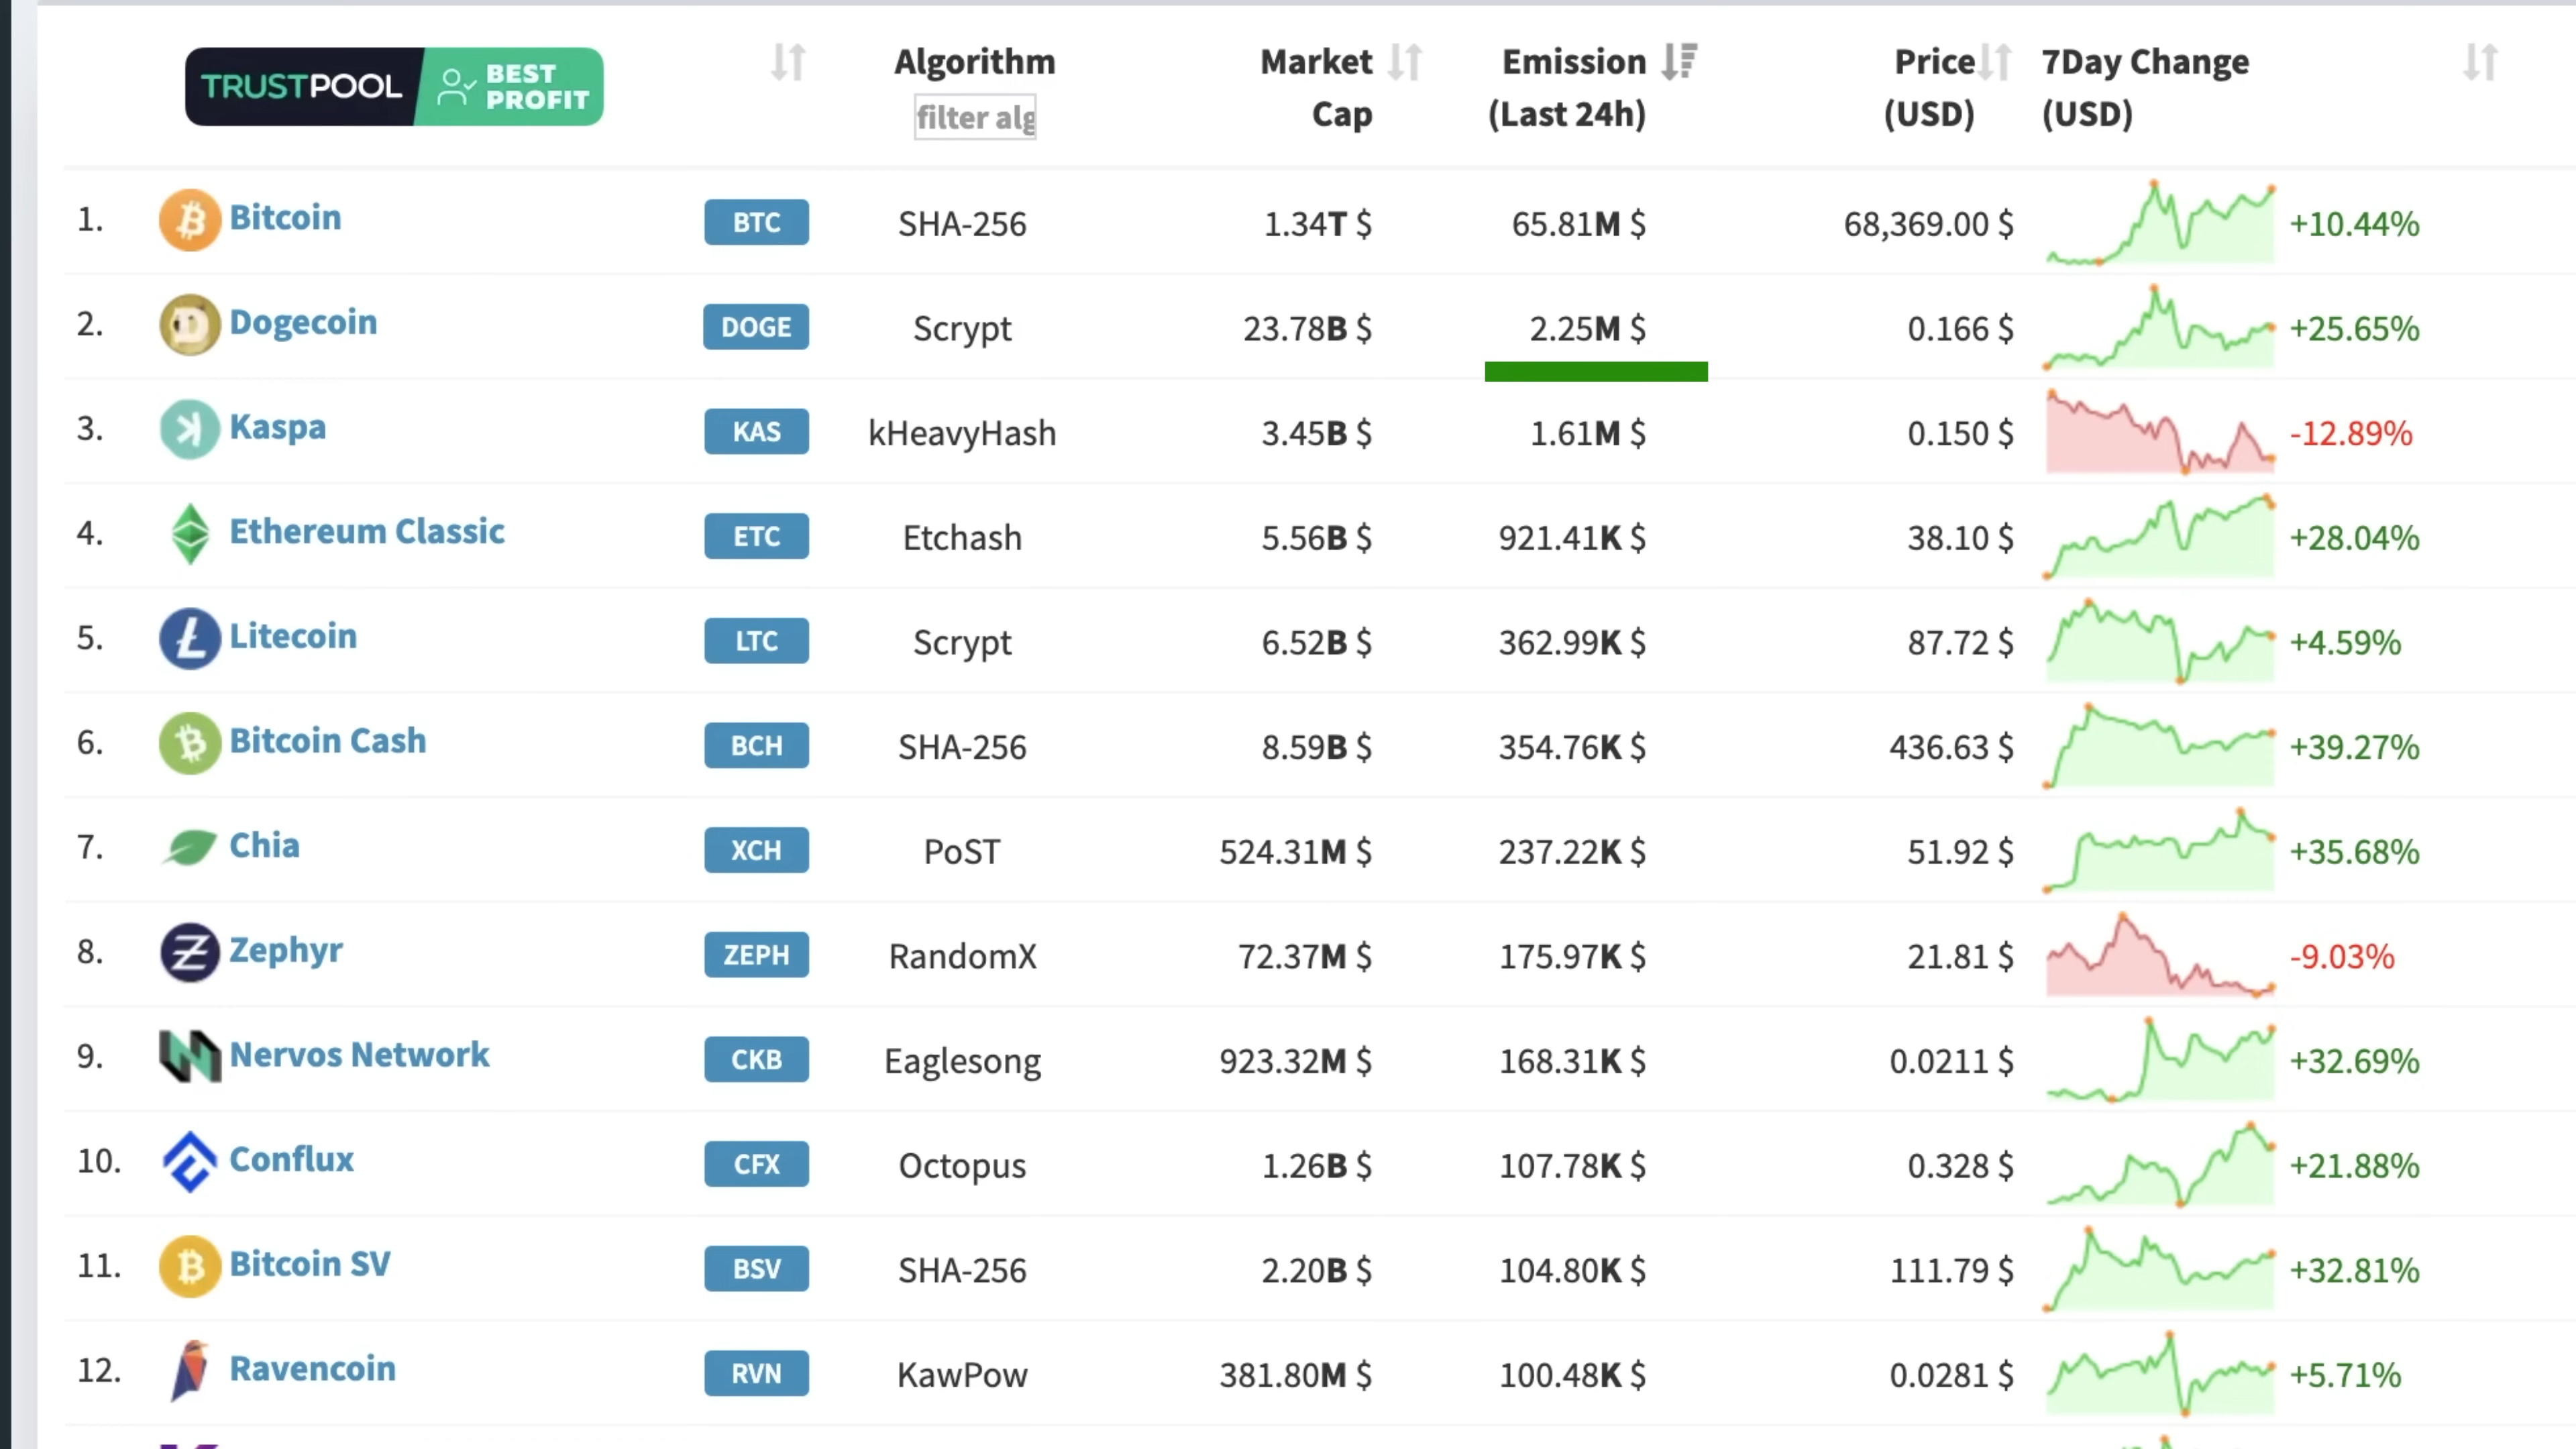 TRUSTPOOL BEST PROFIT
Algorithm Market Cap Emission (Last 24h) Price (USD) 7Day Change (USD)
filter alg
1. Bitcoin BTC SHA-256 1.34T $ 65.81M $ 68,369.00 $ +10.44%
2. Dogecoin DOGE Scrypt 23.78B $ 2.25M $ 0.166 $ +25.65%
3. Kaspa KAS kHeavyHash 3.45B $ 1.61M $ 0.150 $ -12.89%
4. Ethereum Classic ETC Etchash 5.56B $ 921.41K $ 38.10 $ +28.04%
5. Litecoin LTC Scrypt 6.52B $ 362.99K $ 87.72 $ +4.59%
6. Bitcoin Cash BCH SHA-256 8.59B $ 354.76K $ 436.63 $ +39.27%
7. Chia XCH PoST 524.31M $ 237.22K $ 51.92 $ +35.68%
8. Zephyr ZEPH RandomX 72.37M $ 175.97K $ 21.81 $ -9.03%
9. Nervos Network CKB Eaglesong 923.32M $ 168.31K $ 0.0211 $ +32.69%
10. Conflux CFX Octopus 1.26B $ 107.78K $ 0.328 $ +21.88%
11. Bitcoin SV BSV SHA-256 2.20B $ 104.80K $ 111.79 $ +32.81%
12. Ravencoin RVN KawPow 381.80M $ 100.48K $ 0.0281 $ +5.71%